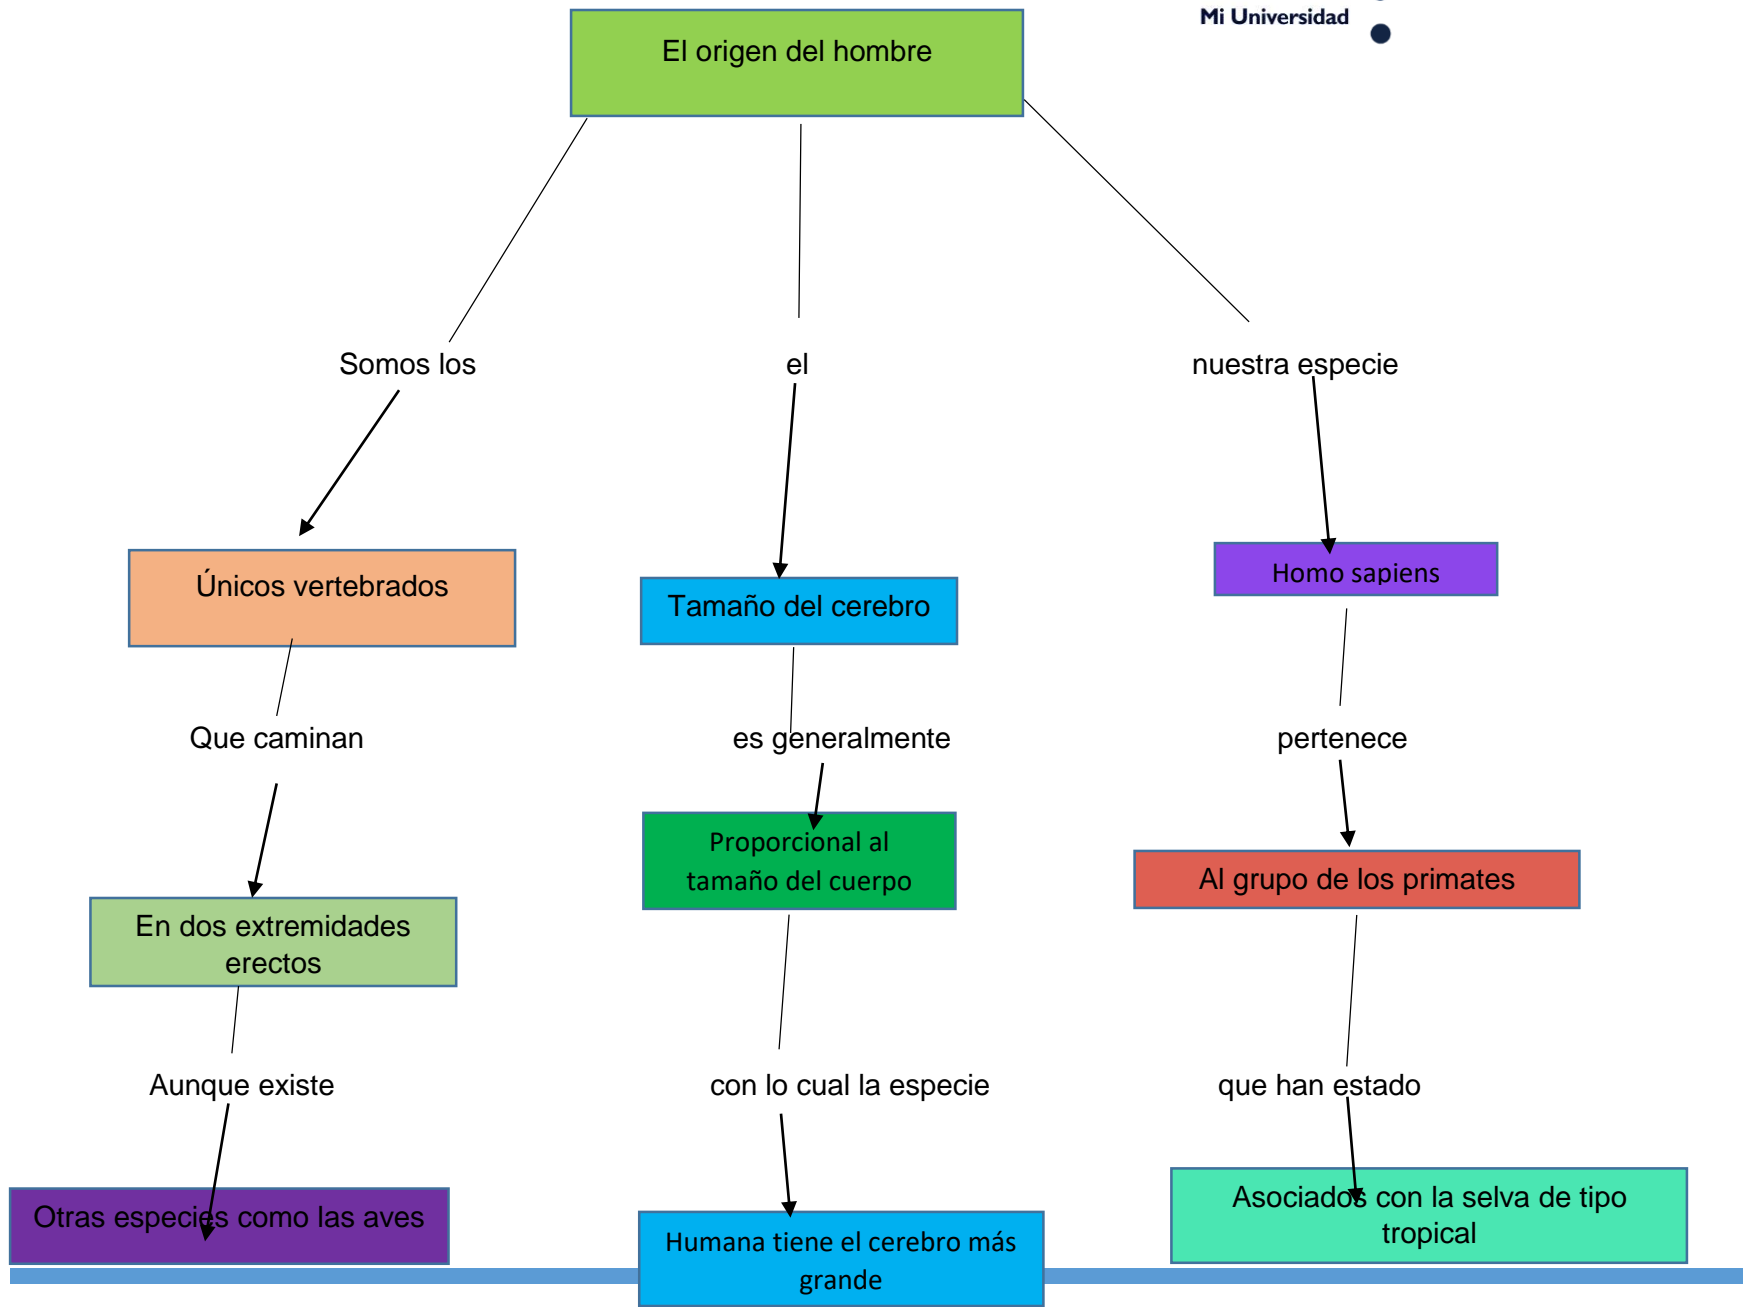 Mi Universidad
El origen del hombre
Somos los
el
nuestra especie
Únicos vertebrados
Tamaño del cerebro
Homo sapiens
Que caminan
es generalmente
pertenece
Proporcional al
tamaño del cuerpo
Al grupo de los primates
En dos extremidades
erectos
Aunque existe
con lo cual la especie
que han estado
Otras especies como las aves
Humana tiene el cerebro más
grande
Asociados con la selva de tipo
tropical